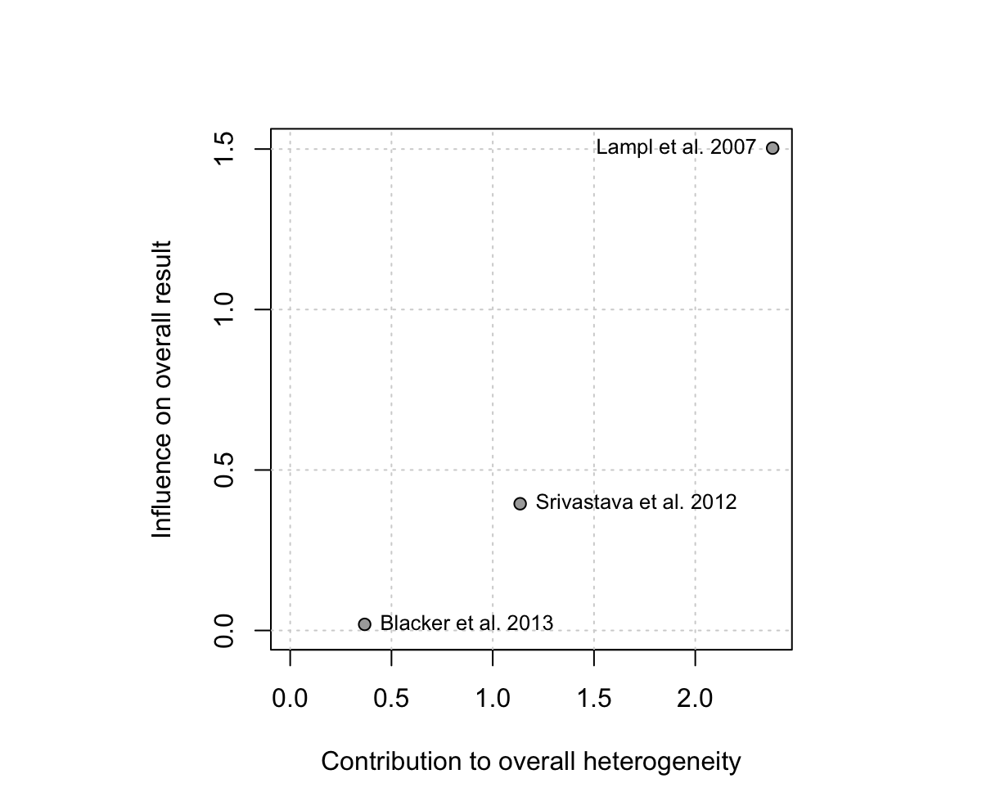 Influence on overall result
1.5
1.0
0.5
0.0
Lampl et al. 2007
Srivastava et al. 2012
Blacker et al. 2013
0.0 0.5 1.0 1.5 2.0
Contribution to overall heterogeneity